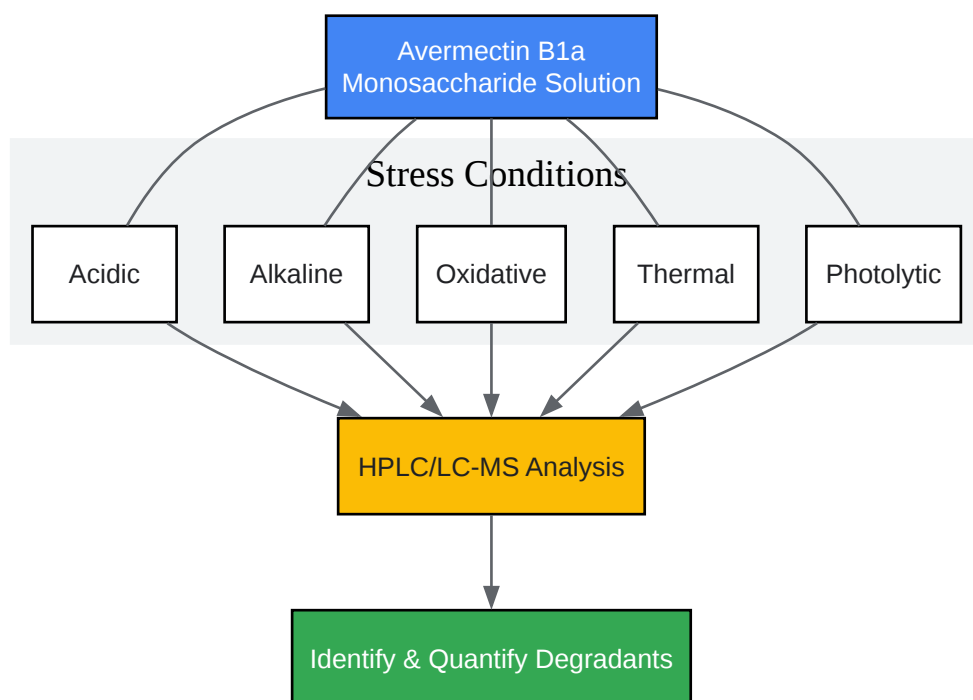 Avermectin B1a
Monosaccharide Solution
Stress Conditions
Acidic
Alkaline
Oxidative
Thermal
Photolytic
HPLC/LC-MS Analysis
Identify & Quantify Degradants